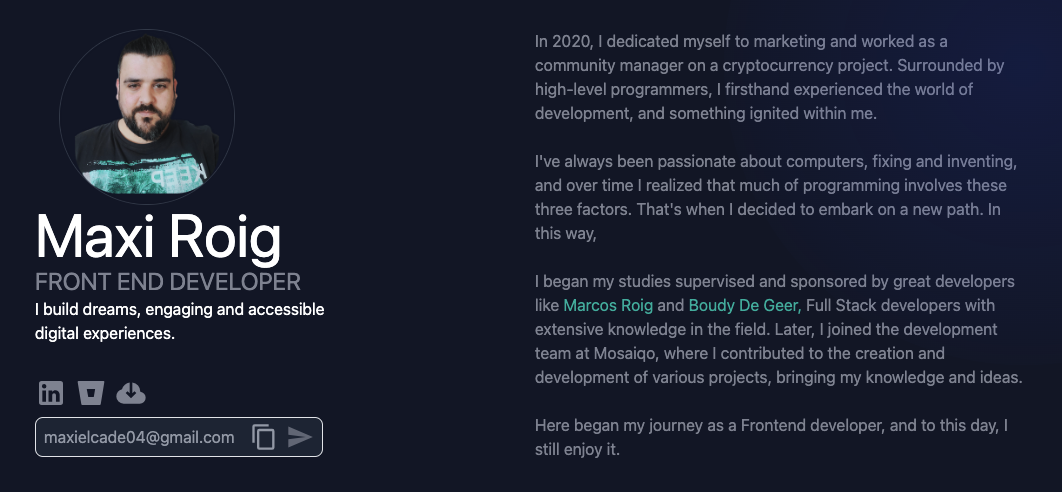 KEEP
Maxi Roig
FRONT END DEVELOPER
I build dreams, engaging and accessible
digital experiences.
in
maxielcade04@gmail.com
In 2020, I dedicated myself to marketing and worked as a
community manager on a cryptocurrency project. Surrounded by
high-level programmers, I firsthand experienced the world of
development, and something ignited within me.
I've always been passionate about computers, fixing and inventing,
and over time I realized that much of programming involves these
three factors. That's when I decided to embark on a new path. In
this way,
I began my studies supervised and sponsored by great developers
like Marcos Roig and Boudy De Geer, Full Stack developers with
extensive knowledge in the field. Later, I joined the development
team at Mosaiqo, where I contributed to the creation and
development of various projects, bringing my knowledge and ideas.
Here began my journey as a Frontend developer, and to this day, I
still enjoy it.